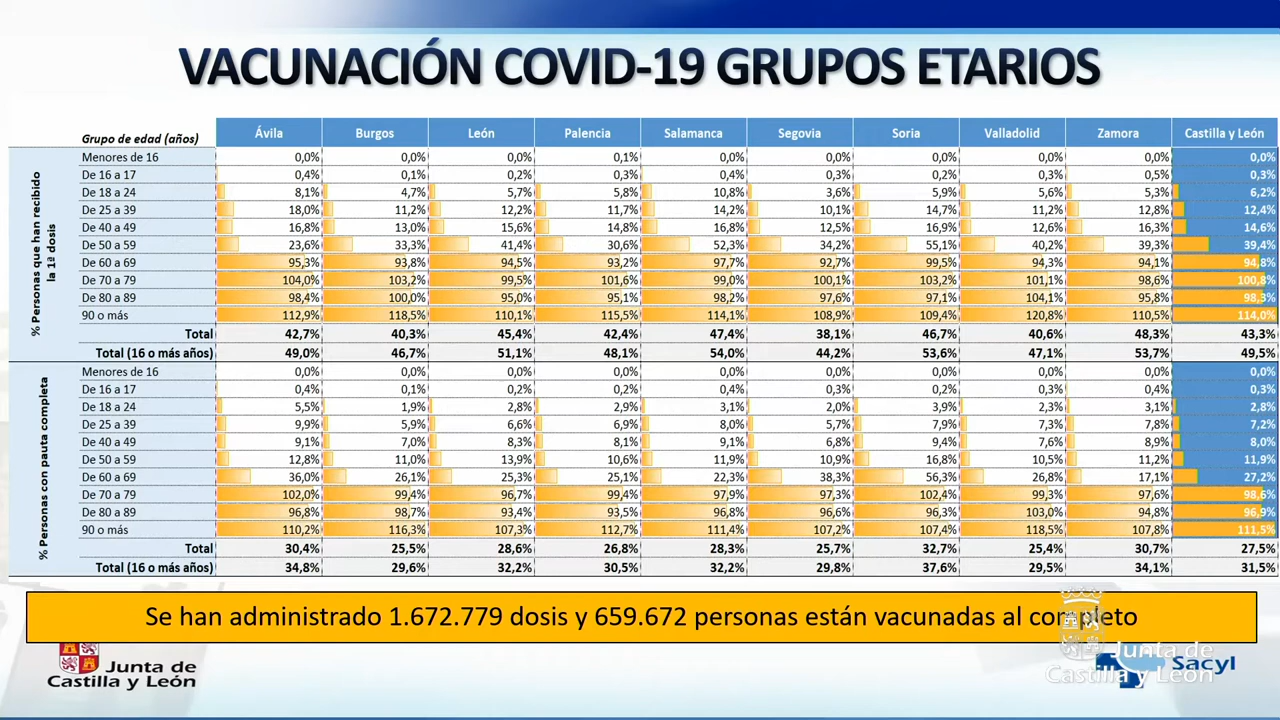 VACUNACIÓN COVID-19 GRUPOS ETARIOS
Grupo de edad (años) Ávila Burgos León Palencia Salamanca Segovia Soria Valladolid Zamora Castilla y León
% Personas que han recibido la 1ª dosis
Menores de 16 0,0% 0,0% 0,0% 0,1% 0,0% 0,0% 0,0% 0,0% 0,0% 0,0%
De 16 a 17 0,4% 0,1% 0,2% 0,3% 0,4% 0,3% 0,2% 0,3% 0,5% 0,3%
De 18 a 24 8,1% 4,7% 5,7% 5,8% 10,8% 3,6% 5,9% 5,6% 5,3% 6,2%
De 25 a 39 18,0% 11,2% 12,2% 11,7% 14,2% 10,1% 14,7% 11,2% 12,8% 12,4%
De 40 a 49 16,8% 13,0% 15,6% 14,8% 16,8% 12,5% 16,9% 12,6% 16,3% 14,6%
De 50 a 59 23,6% 33,3% 41,4% 30,6% 52,3% 34,2% 55,1% 40,2% 39,3% 39,4%
De 60 a 69 95,3% 93,8% 94,5% 93,2% 97,7% 92,7% 99,5% 94,3% 94,1% 94,8%
De 70 a 79 104,0% 103,2% 99,5% 101,6% 99,0% 100,1% 103,2% 101,1% 98,6% 100,8%
De 80 a 89 98,4% 100,0% 95,0% 95,1% 98,2% 97,6% 97,1% 104,1% 95,8% 98,3%
90 o más 112,9% 118,5% 110,1% 115,5% 114,1% 108,9% 109,4% 120,8% 110,5% 114,0%
Total 42,7% 40,3% 45,4% 42,4% 47,4% 38,1% 46,7% 40,6% 48,3% 43,3%
Total (16 o más años) 49,0% 46,7% 51,1% 48,1% 54,0% 44,2% 53,6% 47,1% 53,7% 49,5%
% Personas con pauta completa
Menores de 16 0,0% 0,0% 0,0% 0,0% 0,0% 0,0% 0,0% 0,0% 0,0% 0,0%
De 16 a 17 0,4% 0,1% 0,2% 0,2% 0,4% 0,3% 0,2% 0,3% 0,4% 0,3%
De 18 a 24 5,5% 1,9% 2,8% 2,9% 3,1% 2,0% 3,9% 2,3% 3,1% 2,8%
De 25 a 39 9,9% 5,9% 6,6% 6,9% 8,0% 5,7% 7,9% 7,3% 7,8% 7,2%
De 40 a 49 9,1% 7,0% 8,3% 8,1% 9,1% 6,8% 9,4% 7,6% 8,9% 8,0%
De 50 a 59 12,8% 11,0% 13,9% 10,6% 11,9% 10,9% 16,8% 10,5% 11,2% 11,9%
De 60 a 69 36,0% 26,1% 25,3% 25,1% 22,3% 38,3% 56,3% 26,8% 17,1% 27,2%
De 70 a 79 102,0% 99,4% 96,7% 99,4% 97,9% 97,3% 102,4% 99,3% 97,6% 98,6%
De 80 a 89 96,8% 98,7% 93,4% 93,5% 96,8% 96,6% 96,3% 103,0% 94,8% 96,9%
90 o más 110,2% 116,3% 107,3% 112,7% 111,4% 107,2% 107,4% 118,5% 107,8% 111,5%
Total 30,4% 25,5% 28,6% 26,8% 28,3% 25,7% 32,7% 25,4% 30,7% 27,5%
Total (16 o más años) 34,8% 29,6% 32,2% 30,5% 32,2% 29,8% 37,6% 29,5% 34,1% 31,5%
Se han administrado 1.672.779 dosis y 659.672 personas están vacunadas al completo
Junta de
Castilla y León
Sacyl
Junta de
Castilla y León